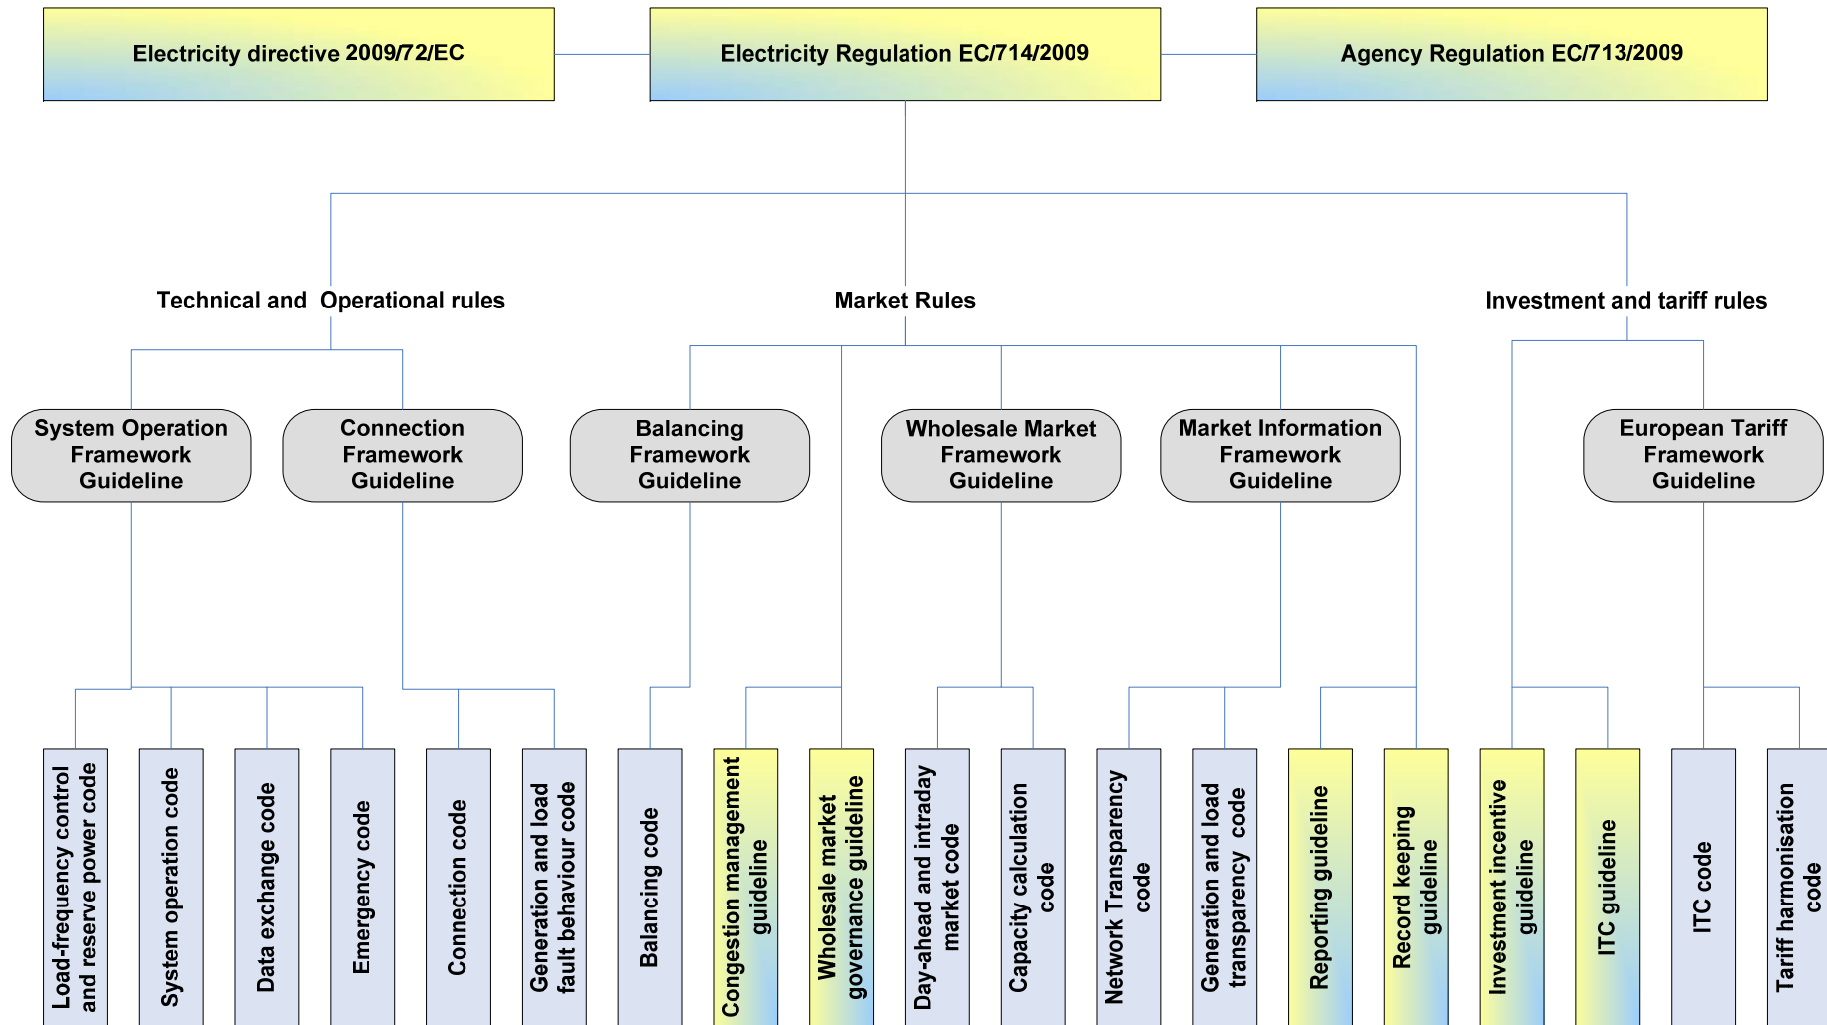 Electricity directive 2009/72/EC
Electricity Regulation EC/714/2009
Agency Regulation EC/713/2009
Technical and  Operational rules
Market Rules
Investment and tariff rules
System Operation
Framework
Guideline
Connection
Framework
Guideline
Balancing
Framework
Guideline
Wholesale Market
Framework
Guideline
Market Information
Framework
Guideline
European Tariff
Framework
Guideline
Load-frequency control
and reserve power code
System operation code
Data exchange code
Emergency code
Connection code
Generation and load
fault behaviour code
Balancing code
Congestion management
guideline
Wholesale market
governance guideline
Day-ahead and intraday
market code
Capacity calculation
code
Network Transparency
code
Generation and load
transparency  code
Reporting guideline
Record keeping
guideline
Investment incentive
guideline
ITC guideline
ITC code
Tariff harmonisation
code